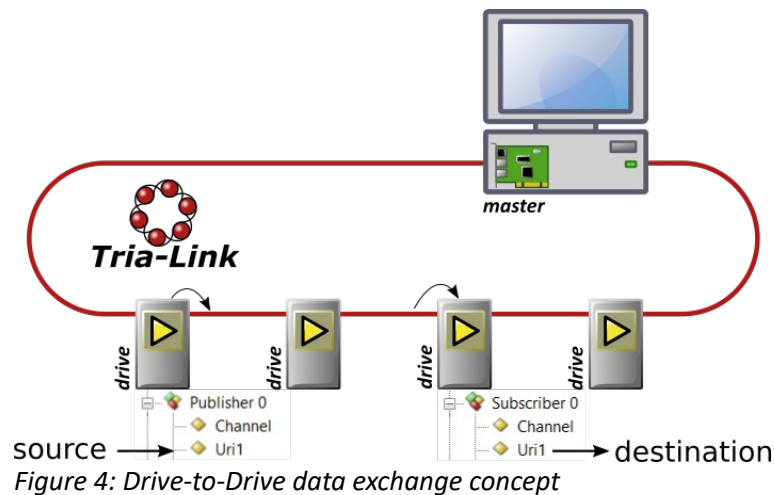 master
Tria-Link
drive
drive
drive
drive
Publisher 0
Channel
Uri1
Subscriber 0
Channel
Uri1
source
destination
Figure 4: Drive-to-Drive data exchange concept